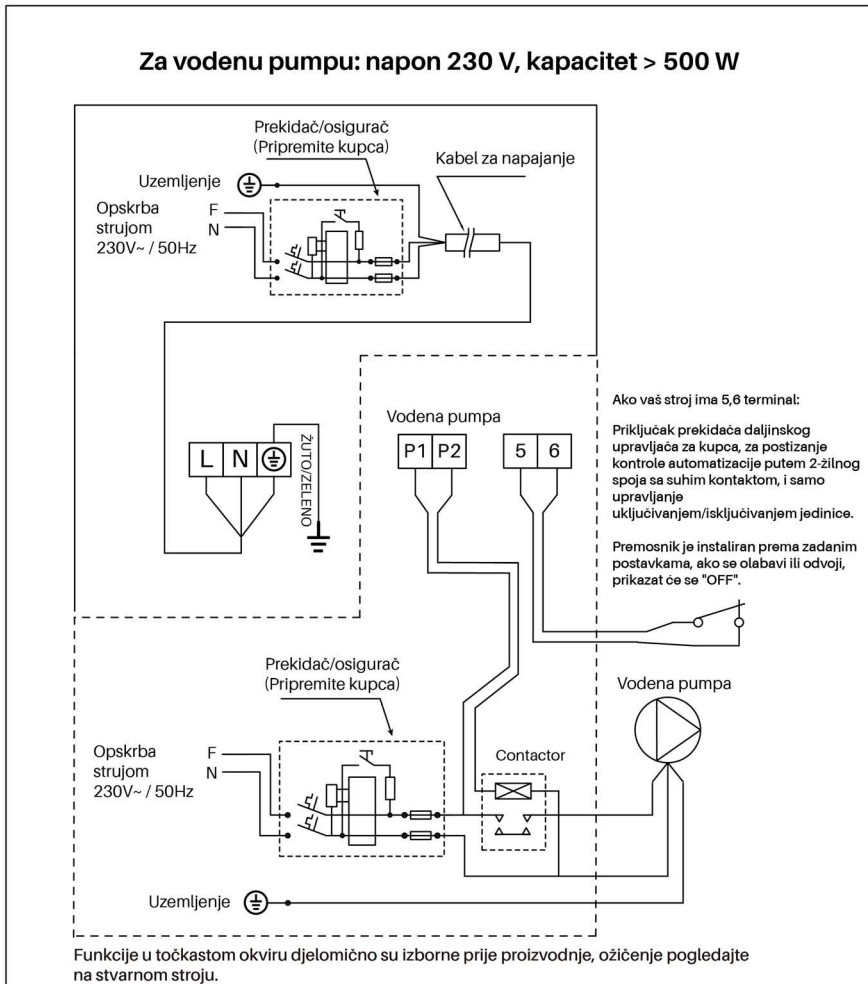 Za vodenu pumpu: napon 230 V, kapacitet > 500 W
Prekidač/osigurač
(Pripremite kupca)
Kabel za napajanje
Uzemljenje
Opskrba
strujom
230V~ / 50Hz
F
N
L N
ŽUTO/ZELENO
Vodena pumpa
P1 P2
5 6
Ako vaš stroj ima 5,6 terminal:
Priključak prekidača daljinskog
upravljača za kupca, za postizanje
kontrole automatizacije putem 2-žilnog
spoja sa suhim kontaktom, i samo
upravljanje
uključivanjem/isključivanjem jedinice.
Premosnik je instaliran prema zadanim
postavkama, ako se olabavi ili odvoji,
prikazat će se "OFF".
Prekidač/osigurač
(Pripremite kupca)
Vodena pumpa
Opskrba
strujom
230V~ / 50Hz
F
N
Contactor
Uzemljenje
Funkcije u točkastom okviru djelomično su izborne prije proizvodnje, ožičenje pogledajte
na stvarnom stroju.